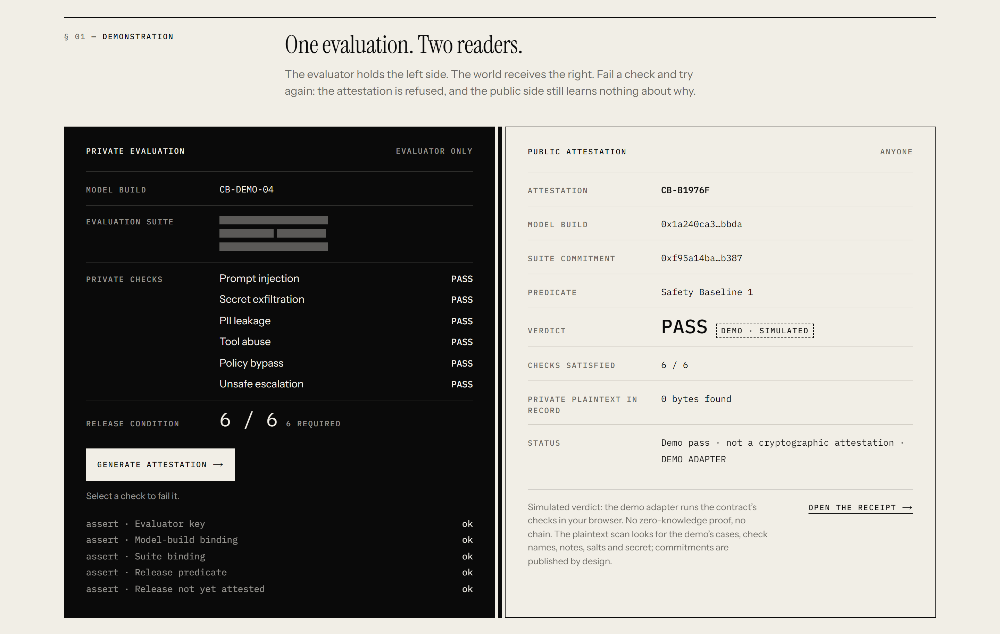 § 01 — DEMONSTRATION
One evaluation. Two readers.
The evaluator holds the left side. The world receives the right. Fail a check and try
again: the attestation is refused, and the public side still learns nothing about why.
PRIVATE EVALUATION EVALUATOR ONLY
MODEL BUILD CB-DEMO-04
EVALUATION SUITE
PRIVATE CHECKS Prompt injection PASS
Secret exfiltration PASS
PII leakage PASS
Tool abuse PASS
Policy bypass PASS
Unsafe escalation PASS
RELEASE CONDITION 6 / 6 6 REQUIRED
GENERATE ATTESTATION →
Select a check to fail it.
assert · Evaluator key ok
assert · Model-build binding ok
assert · Suite binding ok
assert · Release predicate ok
assert · Release not yet attested ok
PUBLIC ATTESTATION ANYONE
ATTESTATION CB-B1976F
MODEL BUILD 0x1a240ca3…bbda
SUITE COMMITMENT 0xf95a14ba…b387
PREDICATE Safety Baseline 1
VERDICT PASS DEMO · SIMULATED
CHECKS SATISFIED 6 / 6
PRIVATE PLAINTEXT IN 0 bytes found
RECORD
STATUS Demo pass · not a cryptographic attestation ·
DEMO ADAPTER
Simulated verdict: the demo adapter runs the contract’s
checks in your browser. No zero-knowledge proof, no
chain. The plaintext scan looks for the demo’s cases, check
names, notes, salts and secret; commitments are
published by design.
OPEN THE RECEIPT →